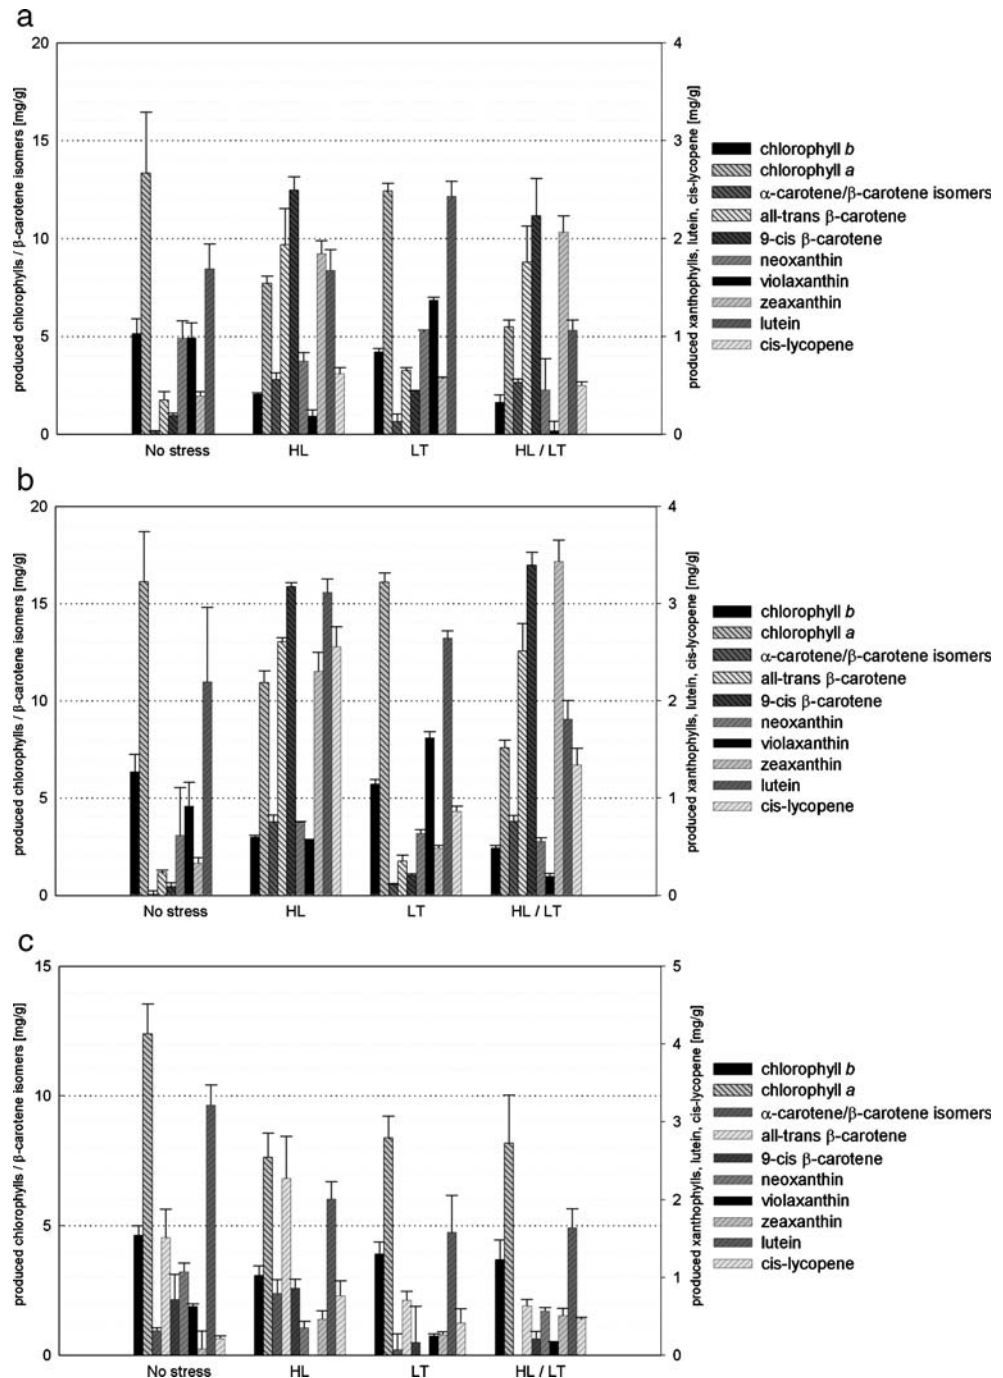 a
20
15
10
5
0
4
3
2
1
0
produced chlorophylls / β-carotene isomers [mg/g]
produced xanthophylls, lutein, cis-lycopene [mg/g]
No stress
HL
LT
HL / LT
chlorophyll b
chlorophyll a
α-carotene/β-carotene isomers
all-trans β-carotene
9-cis β-carotene
neoxanthin
violaxanthin
zeaxanthin
lutein
cis-lycopene
b
20
15
10
5
0
4
3
2
1
0
produced chlorophylls / β-carotene isomers [mg/g]
produced xanthophylls, lutein, cis-lycopene [mg/g]
No stress
HL
LT
HL / LT
chlorophyll b
chlorophyll a
α-carotene/β-carotene isomers
all-trans β-carotene
9-cis β-carotene
neoxanthin
violaxanthin
zeaxanthin
lutein
cis-lycopene
c
15
10
5
0
5
4
3
2
1
0
produced chlorophylls / β-carotene isomers [mg/g]
produced xanthophylls, lutein, cis-lycopene [mg/g]
No stress
HL
LT
HL / LT
chlorophyll b
chlorophyll a
α-carotene/β-carotene isomers
all-trans β-carotene
9-cis β-carotene
neoxanthin
violaxanthin
zeaxanthin
lutein
cis-lycopene